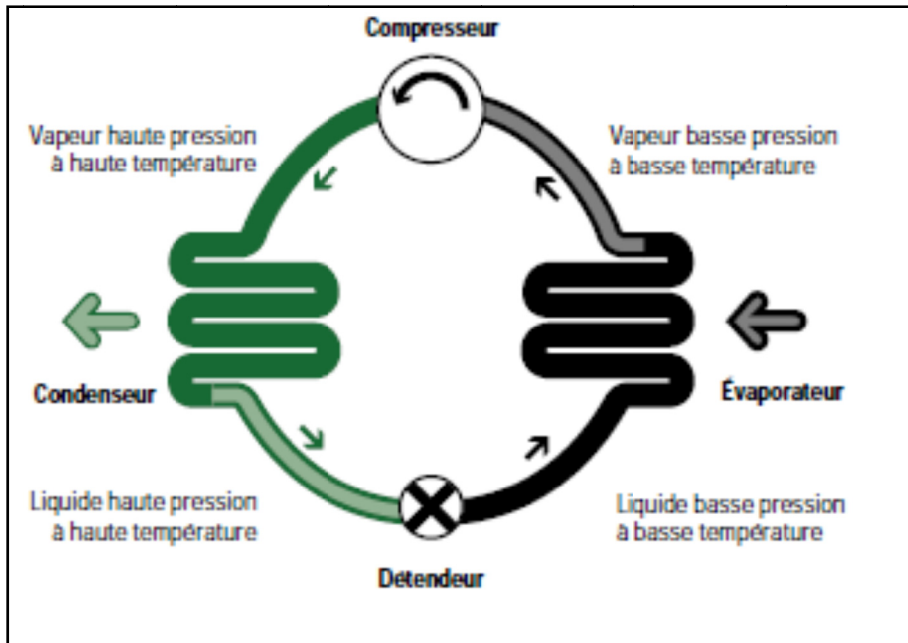 Compresseur
Vapeur haute pression
à haute température
Vapeur basse pression
à basse température
Condenseur
Évaporateur
Liquide haute pression
à haute température
Liquide basse pression
à basse température
Détendeur